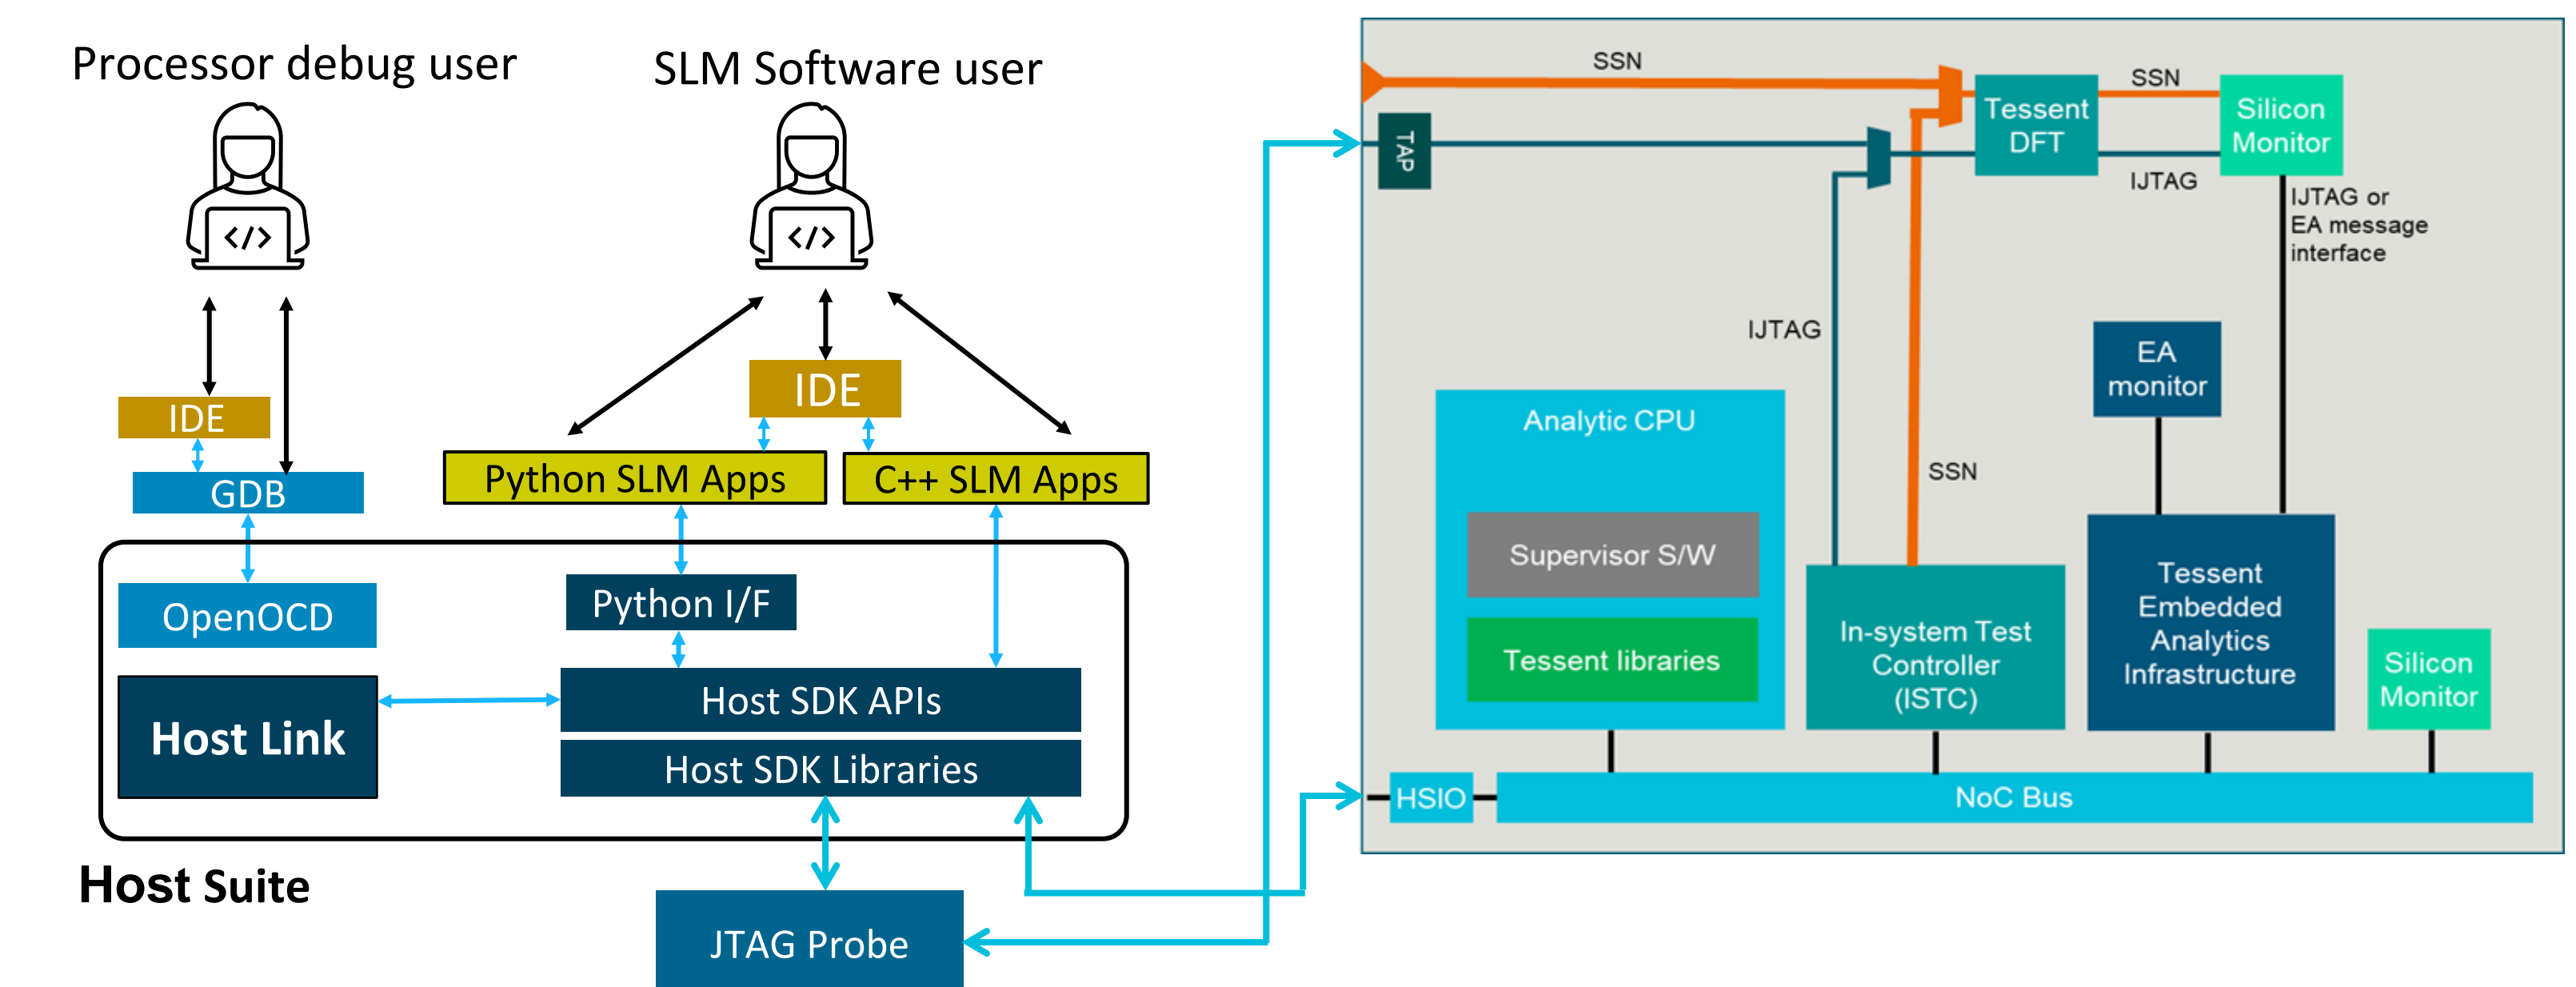 Processor debug user
SLM Software user
</>
</>
IDE
IDE
GDB
Python SLM Apps
C++ SLM Apps
OpenOCD
Python I/F
Host Link
Host SDK APIs
Host SDK Libraries
Host Suite
JTAG Probe
SSN
TAP
Tessent
DFT
SSN
IJTAG
Silicon
Monitor
IJTAG or
EA message
interface
IJTAG
SSN
EA
monitor
Analytic CPU
Supervisor S/W
Tessent libraries
In-system Test
Controller
(ISTC)
Tessent
Embedded
Analytics
Infrastructure
Silicon
Monitor
HSIO
NoC Bus